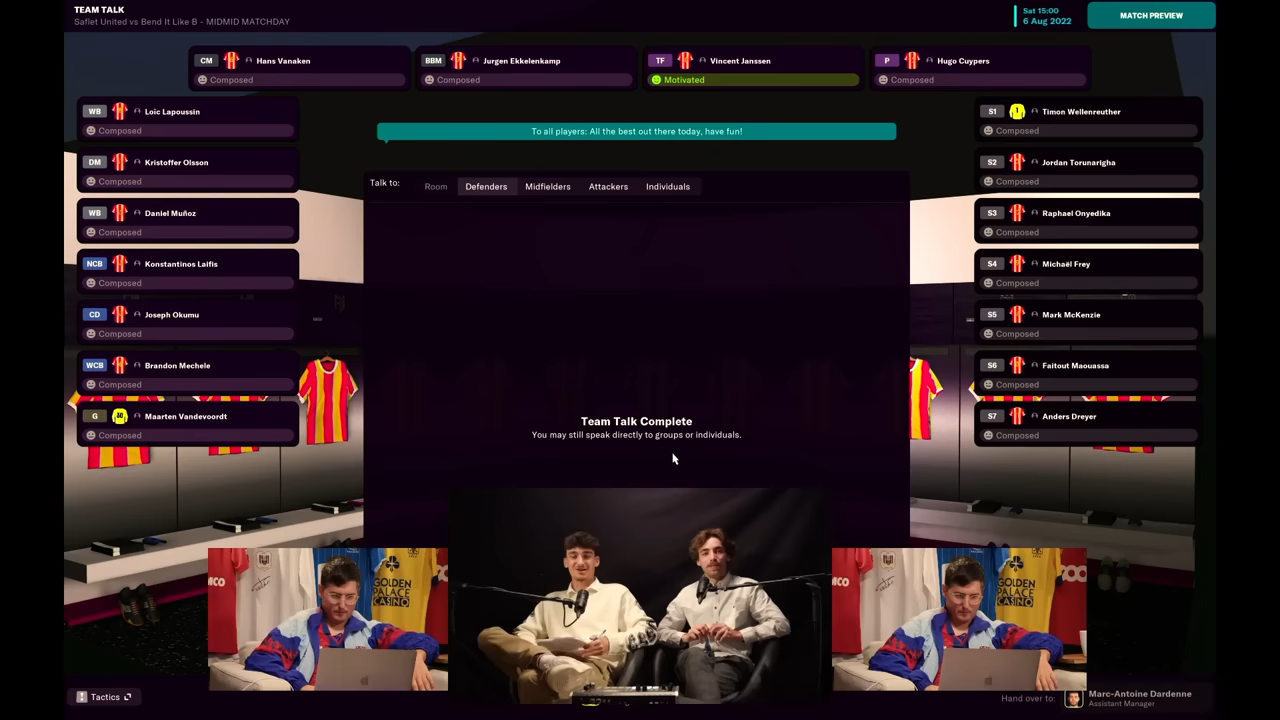 TEAM TALK
Saflet United vs Bend It Like B - MIDMID MATCHDAY
Sat 15:00
6 Aug 2022
MATCH PREVIEW
CM Hans Vanaken
Composed
BBM Jurgen Ekkelenkamp
Composed
TF Vincent Janssen
Motivated
P Hugo Cuypers
Composed
WB Loïc Lapoussin
Composed
DM Kristoffer Olsson
Composed
WB Daniel Muñoz
Composed
NCB Konstantinos Laifis
Composed
CD Joseph Okumu
Composed
WCB Brandon Mechele
Composed
G Maarten Vandevoordt
Composed
To all players: All the best out there today, have fun!
Talk to: Room Defenders Midfielders Attackers Individuals
Team Talk Complete
You may still speak directly to groups or individuals.
S1 1 Timon Wellenreuther
Composed
S2 Jordan Torunarigha
Composed
S3 Raphael Onyedika
Composed
S4 Michaël Frey
Composed
S5 Mark McKenzie
Composed
S6 Faitout Maouassa
Composed
S7 Anders Dreyer
Composed
GOLDEN
PALACE
CASINO
GOLDEN
PALACE
CASINO
Tactics
Hand over to: Marc-Antoine Dardenne
Assistant Manager